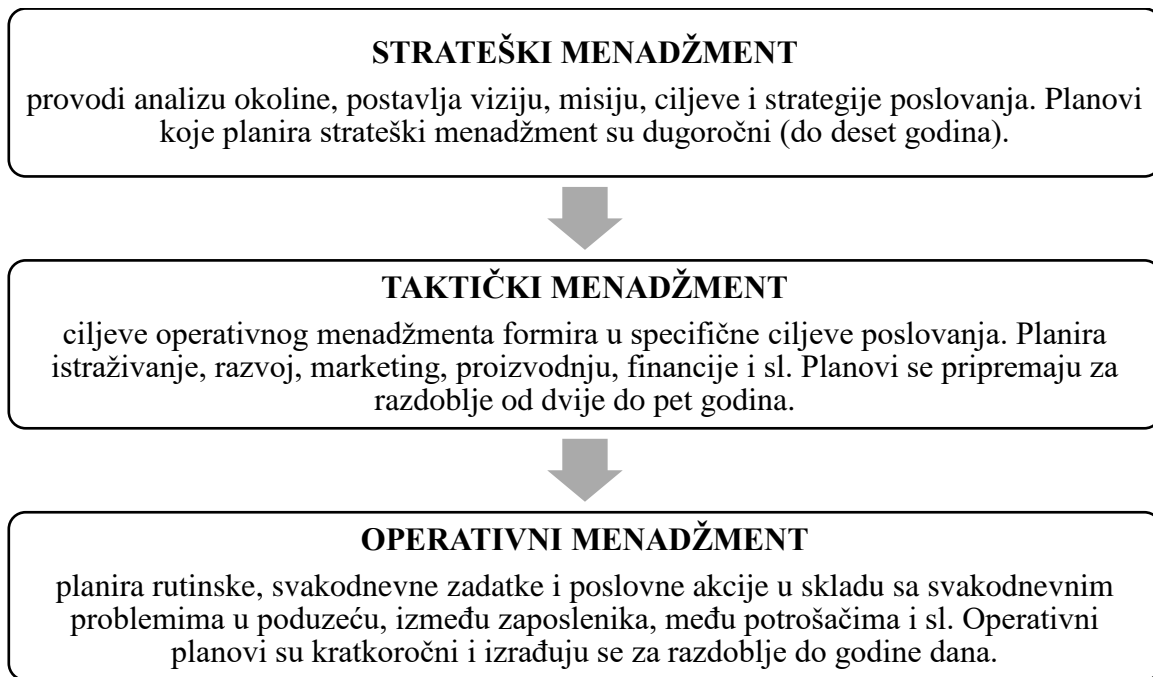 STRATEŠKI MENADŽMENT
provodi analizu okoline, postavlja viziju, misiju, ciljeve i strategije poslovanja. Planovi
koje planira strateški menadžment su dugoročni (do deset godina).
TAKTIČKI MENADŽMENT
ciljeve operativnog menadžmenta formira u specifične ciljeve poslovanja. Planira
istraživanje, razvoj, marketing, proizvodnju, financije i sl. Planovi se pripremaju za
razdoblje od dvije do pet godina.
OPERATIVNI MENADŽMENT
planira rutinske, svakodnevne zadatke i poslovne akcije u skladu sa svakodnevnim
problemima u poduzeću, između zaposlenika, među potrošačima i sl. Operativni
planovi su kratkoročni i izrađuju se za razdoblje do godine dana.